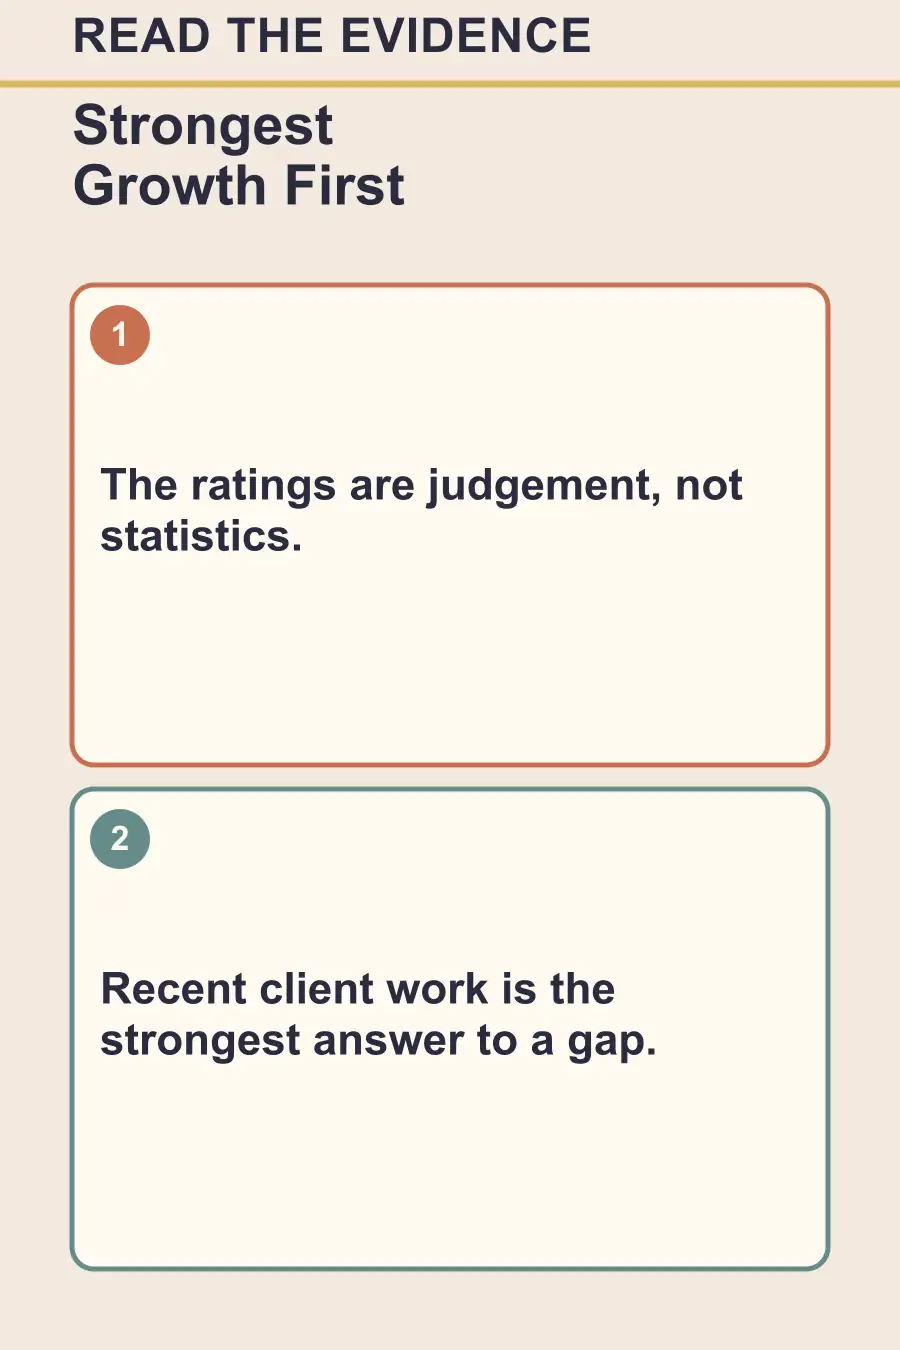 READ THE EVIDENCE
Strongest
Growth First
1
The ratings are judgement, not
statistics.
2
Recent client work is the
strongest answer to a gap.